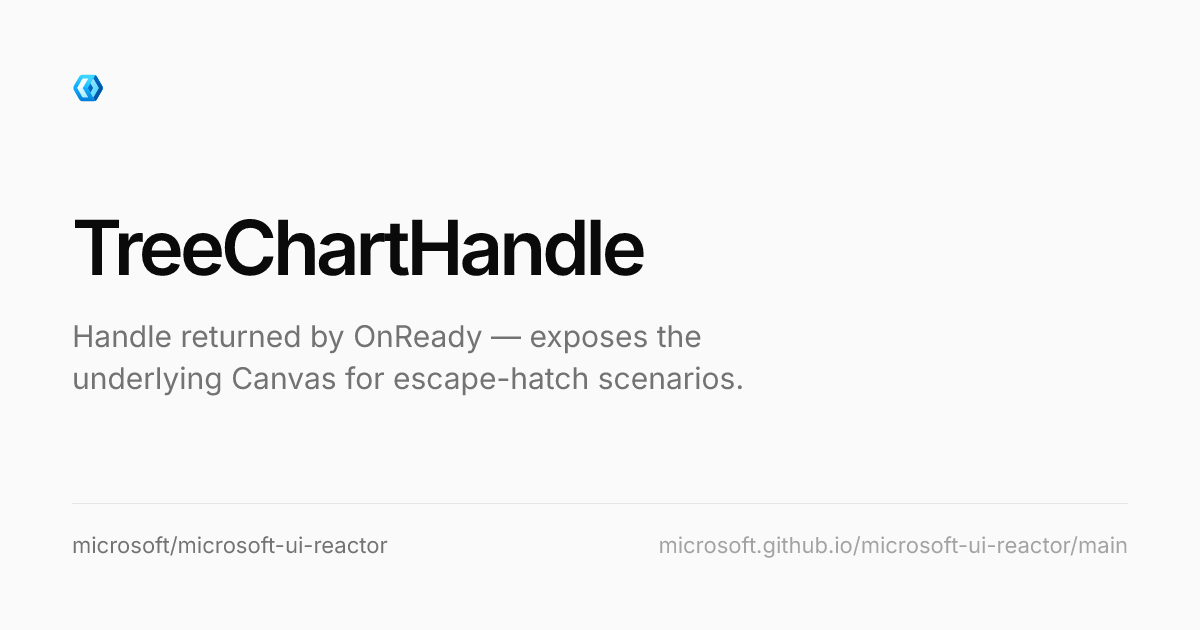 TreeChartHandle
Handle returned by OnReady — exposes the
underlying Canvas for escape-hatch scenarios.
microsoft/microsoft-ui-reactor
microsoft.github.io/microsoft-ui-reactor/main